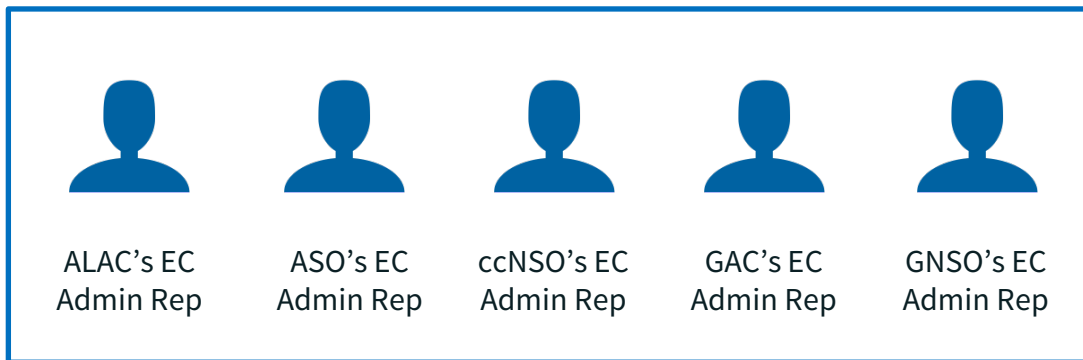 ALAC’s EC
Admin Rep
ASO’s EC
Admin Rep
ccNSO’s EC
Admin Rep
GAC’s EC
Admin Rep
GNSO’s EC
Admin Rep